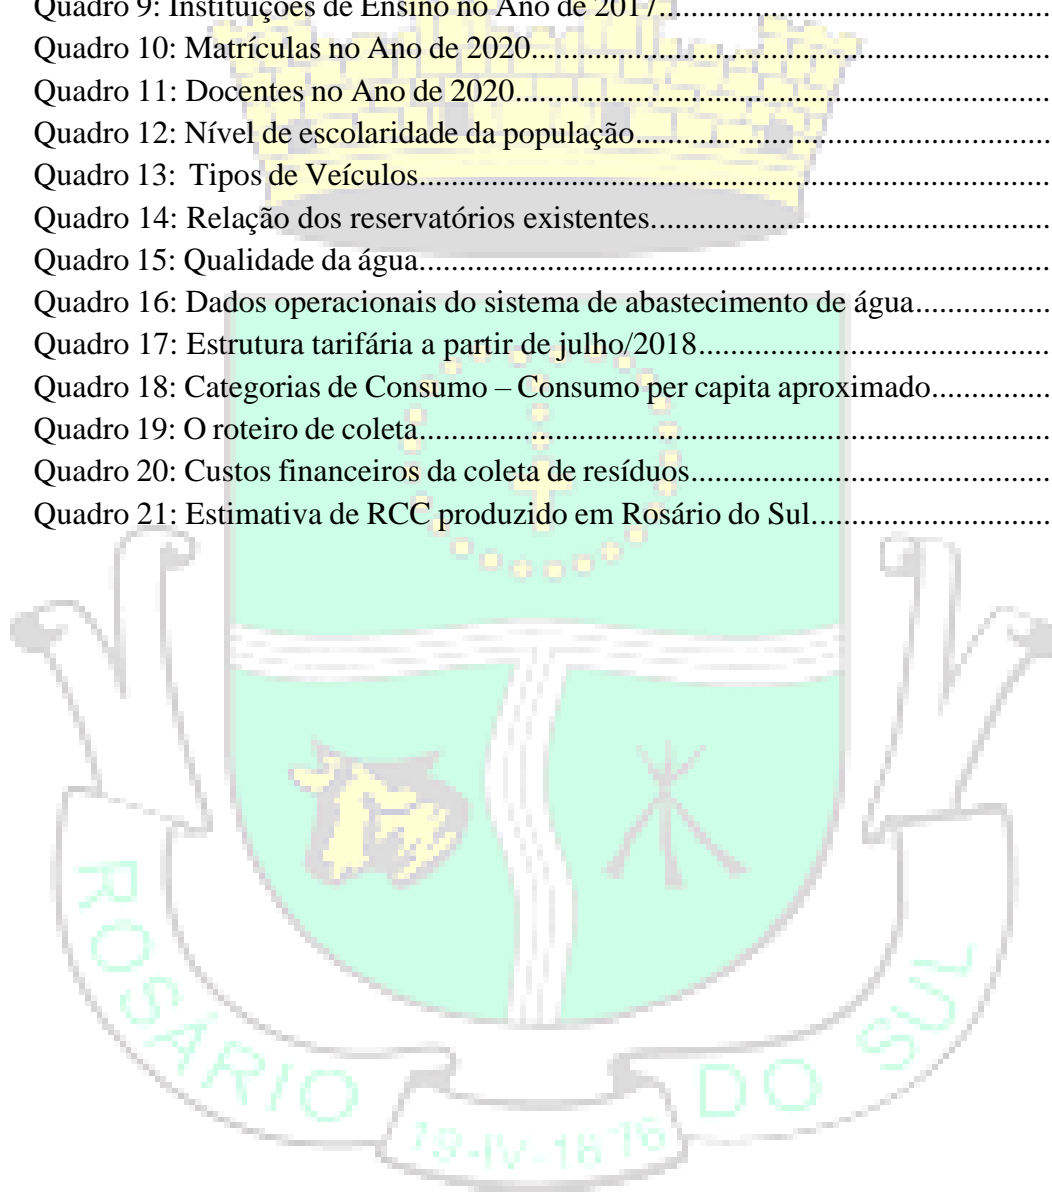 Quadro 9: Instituições de Ensino no Ano de 2017..............................................
Quadro 10: Matrículas no Ano de 2020..............................................................
Quadro 11: Docentes no Ano de 2020................................................................
Quadro 12: Nível de escolaridade da população.................................................
Quadro 13: Tipos de Veículos.............................................................................
Quadro 14: Relação dos reservatórios existentes...............................................
Quadro 15: Qualidade da água............................................................................
Quadro 16: Dados operacionais do sistema de abastecimento de água................
Quadro 17: Estrutura tarifária a partir de julho/2018..........................................
Quadro 18: Categorias de Consumo – Consumo per capita aproximado..............
Quadro 19: O roteiro de coleta............................................................................
Quadro 20: Custos financeiros da coleta de resíduos..........................................
Quadro 21: Estimativa de RCC produzido em Rosário do Sul............................
ROSÁRIO DO SUL
19-IV-1876